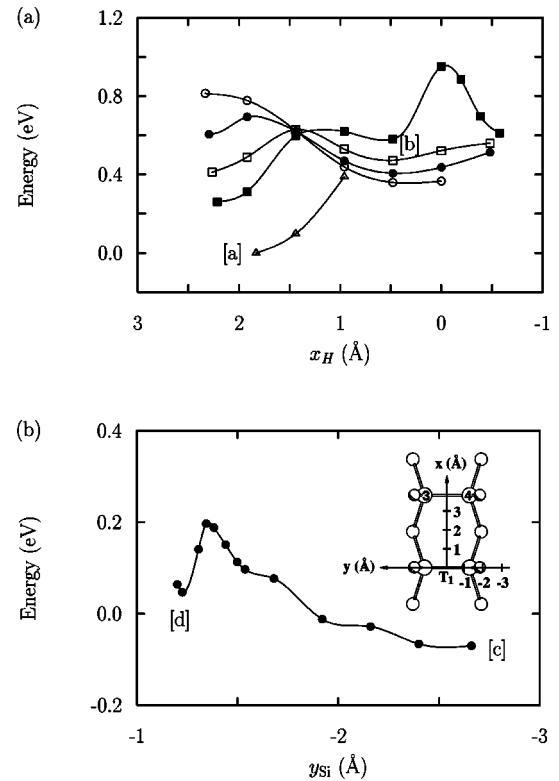 (a)
1.2
0.8
0.4
0.0
Energy (eV)
[b]
[a]
3 2 1 0 -1
x_H (Å)
(b)
0.4
0.2
0.0
-0.2
Energy (eV)
[d]
[c]
x (Å)
3 4
3
2
1
y (Å) T₁ -1 -2 -3
-1 -2 -3
y_Si (Å)